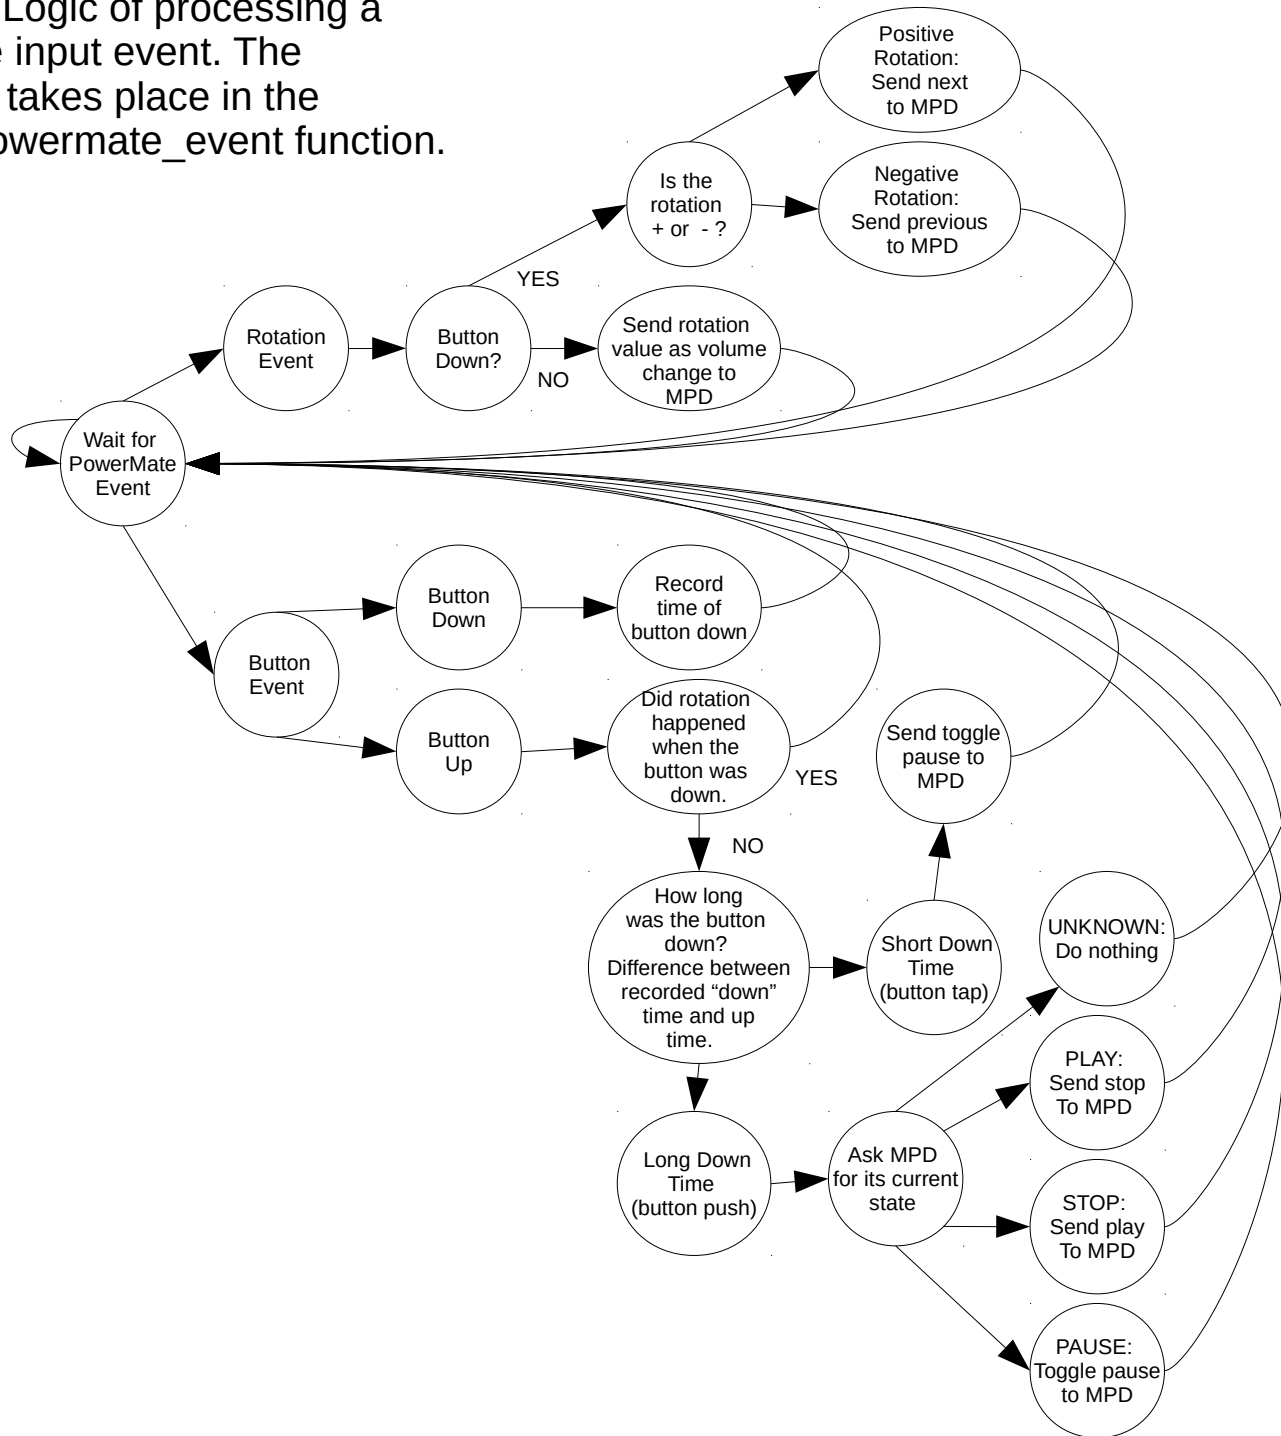 Logic of processing a
input event. The
takes place in the
powermate_event function.
Positive
Rotation:
Send next
to MPD
Is the
rotation
+ or - ?
Negative
Rotation:
Send previous
to MPD
YES
Rotation
Event
Button
Down?
NO
Send rotation
value as volume
change to
MPD
Wait for
PowerMate
Event
Button
Down
Record
time of
button down
Button
Event
Button
Up
Did rotation
happened
when the
button was
down.
YES
Send toggle
pause to
MPD
NO
How long
was the button
down?
Difference between
recorded “down”
time and up
time.
Short Down
Time
(button tap)
UNKNOWN:
Do nothing
PLAY:
Send stop
To MPD
Long Down
Time
(button push)
Ask MPD
for its current
state
STOP:
Send play
To MPD
PAUSE:
Toggle pause
to MPD